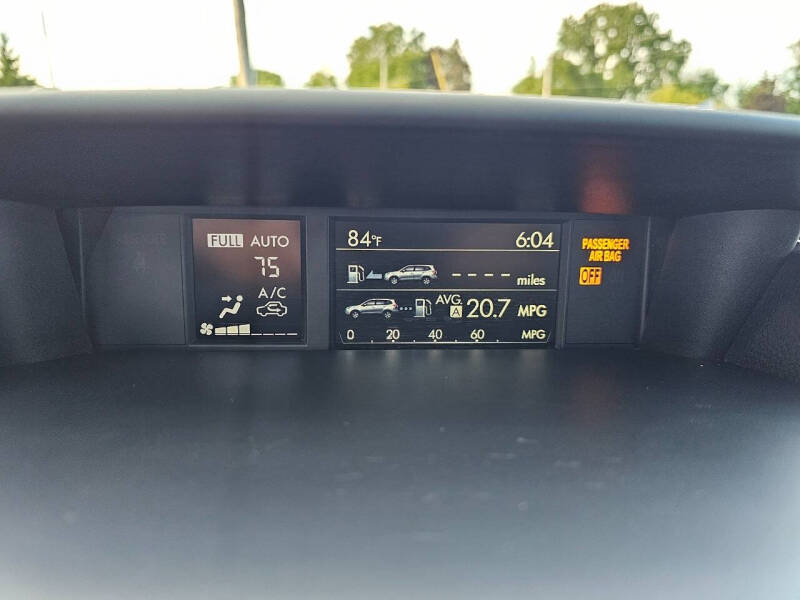 FULL AUTO
75
A/C
84°F 6:04
---- miles
AVG. A 20.7 MPG
0 20 40 60 MPG
PASSENGER
AIR BAG
OFF